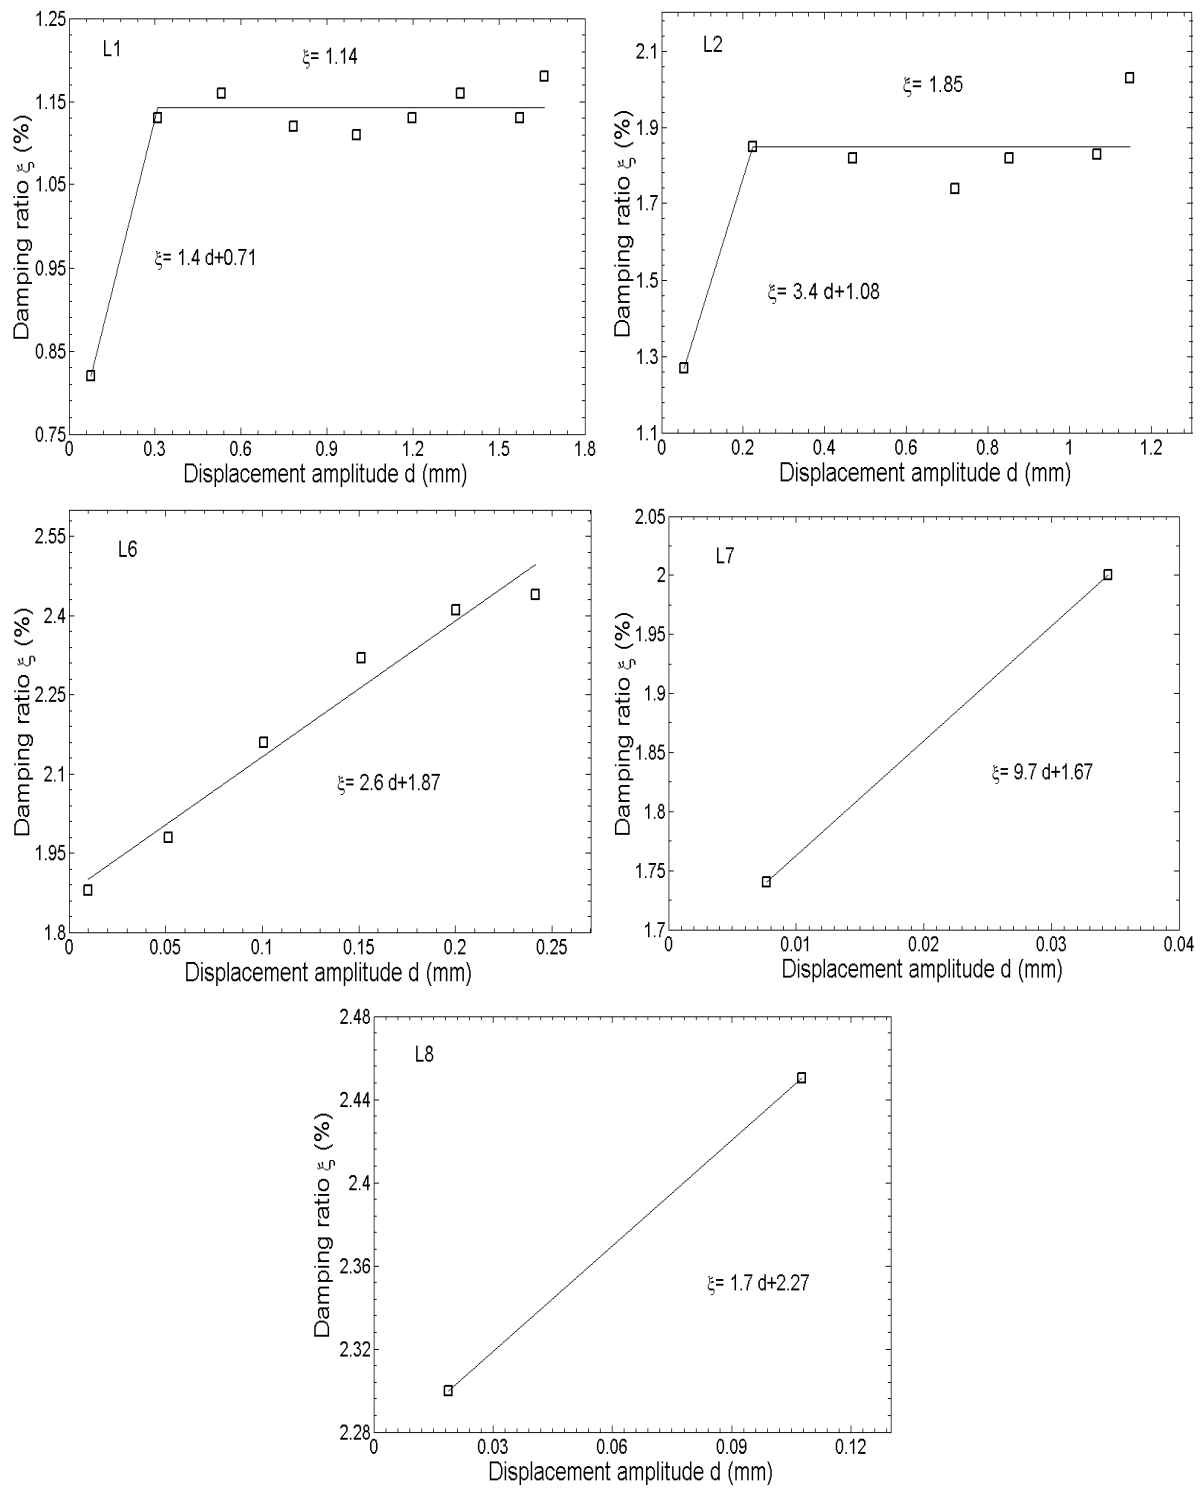 1.25
L1
ξ= 1.14
1.15
1.05
ξ= 1.4 d+0.71
0.95
0.85
0.75
0 0.3 0.6 0.9 1.2 1.5 1.8
Displacement amplitude d (mm)
Damping ratio ξ (%)
L2
2.1
ξ= 1.85
1.9
1.7
1.5
ξ= 3.4 d+1.08
1.3
1.1
0 0.2 0.4 0.6 0.8 1 1.2
Displacement amplitude d (mm)
Damping ratio ξ (%)
2.55
L6
2.4
2.25
2.1
ξ= 2.6 d+1.87
1.95
1.8
0 0.05 0.1 0.15 0.2 0.25
Displacement amplitude d (mm)
Damping ratio ξ (%)
2.05
L7
2
1.95
1.9
1.85
ξ= 9.7 d+1.67
1.8
1.75
1.7
0 0.01 0.02 0.03 0.04
Displacement amplitude d (mm)
Damping ratio ξ (%)
2.48
L8
2.44
2.4
2.36
ξ= 1.7 d+2.27
2.32
2.28
0 0.03 0.06 0.09 0.12
Displacement amplitude d (mm)
Damping ratio ξ (%)